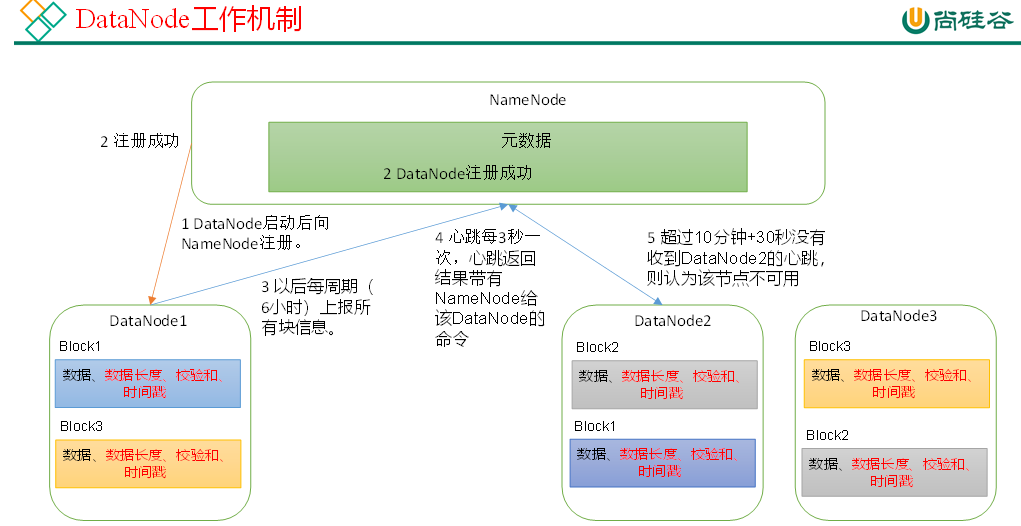 DataNode工作机制
尚硅谷
NameNode
元数据
2 DataNode注册成功
2 注册成功
1 DataNode启动后向
NameNode注册。
3 以后每周期（
6小时）上报所
有块信息。
4 心跳每3秒一
次，心跳返回
结果带有
NameNode给
该DataNode的
命令
5 超过10分钟+30秒没有
收到DataNode2的心跳，
则认为该节点不可用
DataNode1
Block1
数据、数据长度、校验和、
时间戳
Block3
数据、数据长度、校验和、
时间戳
DataNode2
Block2
数据、数据长度、校验和、
时间戳
Block1
数据、数据长度、校验和、
时间戳
DataNode3
Block3
数据、数据长度、校验和、
时间戳
Block2
数据、数据长度、校验和、
时间戳